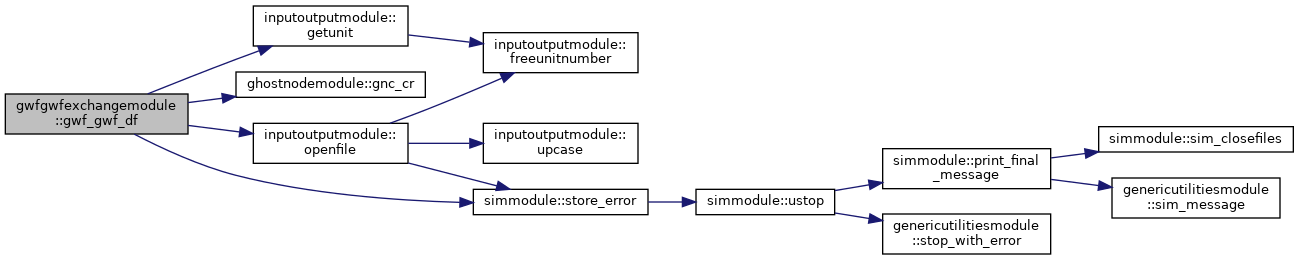 gwfgwfexchangemodule
::gwf_gwf_df
inputoutputmodule::
getunit
ghostnodemodule::gnc_cr
inputoutputmodule::
openfile
inputoutputmodule::
freeunitnumber
inputoutputmodule::
upcase
simmodule::store_error
simmodule::ustop
simmodule::print_final
_message
genericutilitiesmodule
::stop_with_error
simmodule::sim_closefiles
genericutilitiesmodule
::sim_message